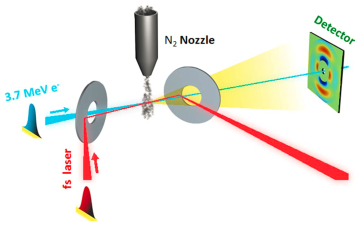 N₂ Nozzle
Detector
3.7 MeV e⁻
fs laser